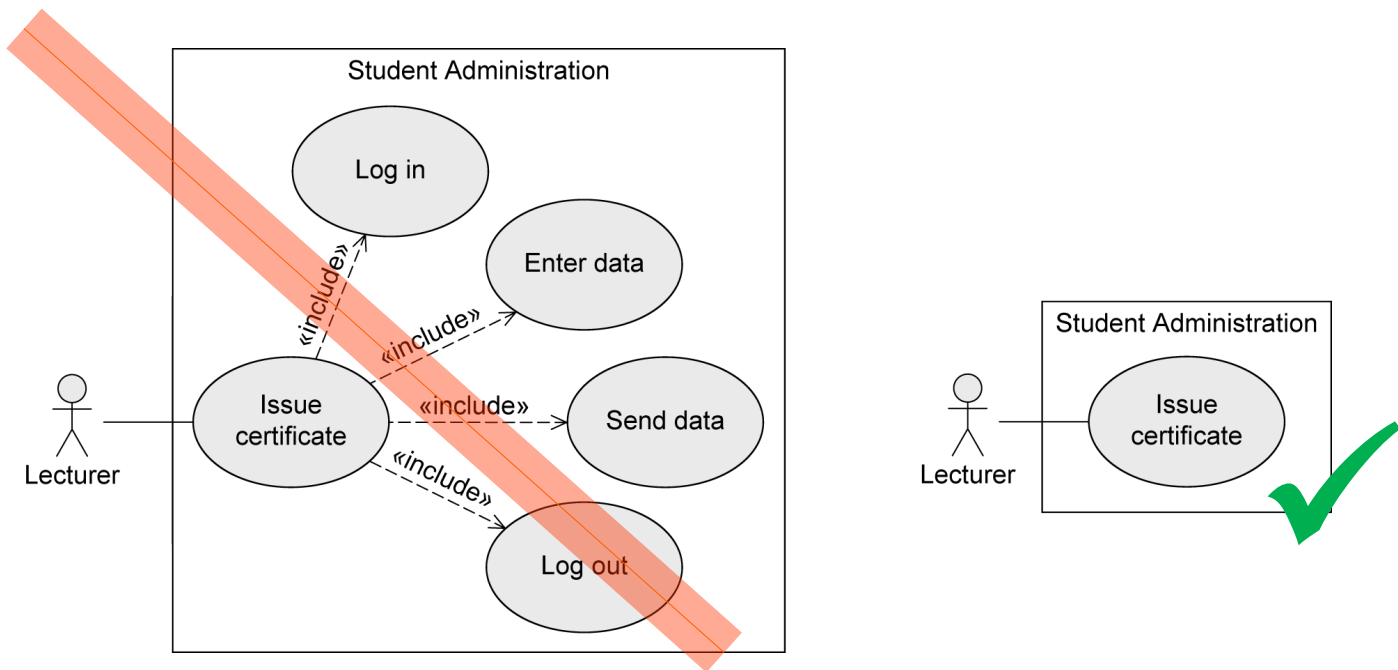 Student Administration
Log in
«include»
Enter data
«include»
Issue
certificate
«include»
Send data
«include»
Log out
Lecturer
Student Administration
Issue
certificate
Lecturer